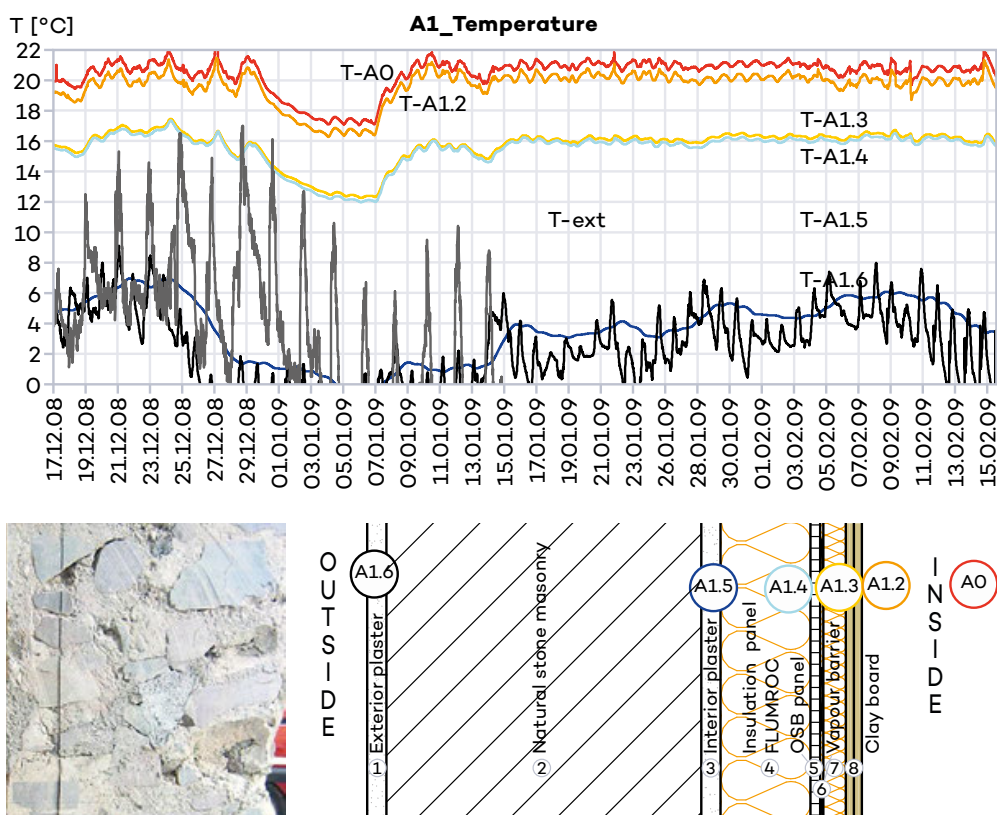 T [°C]
A1_Temperature
22
20
18
16
14
12
10
8
6
4
2
0
T-A0
T-A1.2
T-A1.3
T-A1.4
T-ext
T-A1.5
T-A1.6
17.12.08
19.12.08
21.12.08
23.12.08
25.12.08
27.12.08
29.12.08
01.01.09
03.01.09
05.01.09
07.01.09
09.01.09
11.01.09
13.01.09
15.01.09
17.01.09
19.01.09
21.01.09
22.01.09
24.01.09
26.01.09
28.01.09
30.01.09
01.02.09
03.02.09
05.02.09
07.02.09
09.02.09
11.02.09
13.02.09
15.02.09
OUTSIDE
A1.6
A1.5
A1.4
A1.3
A1.2
INSIDE
A0
1 Exterior plaster
2 Natural stone masonry
3 Interior plaster
4 Insulation panel
FLUMROC
5 OSB panel
6
7 Vapour barrier
8 Clay board